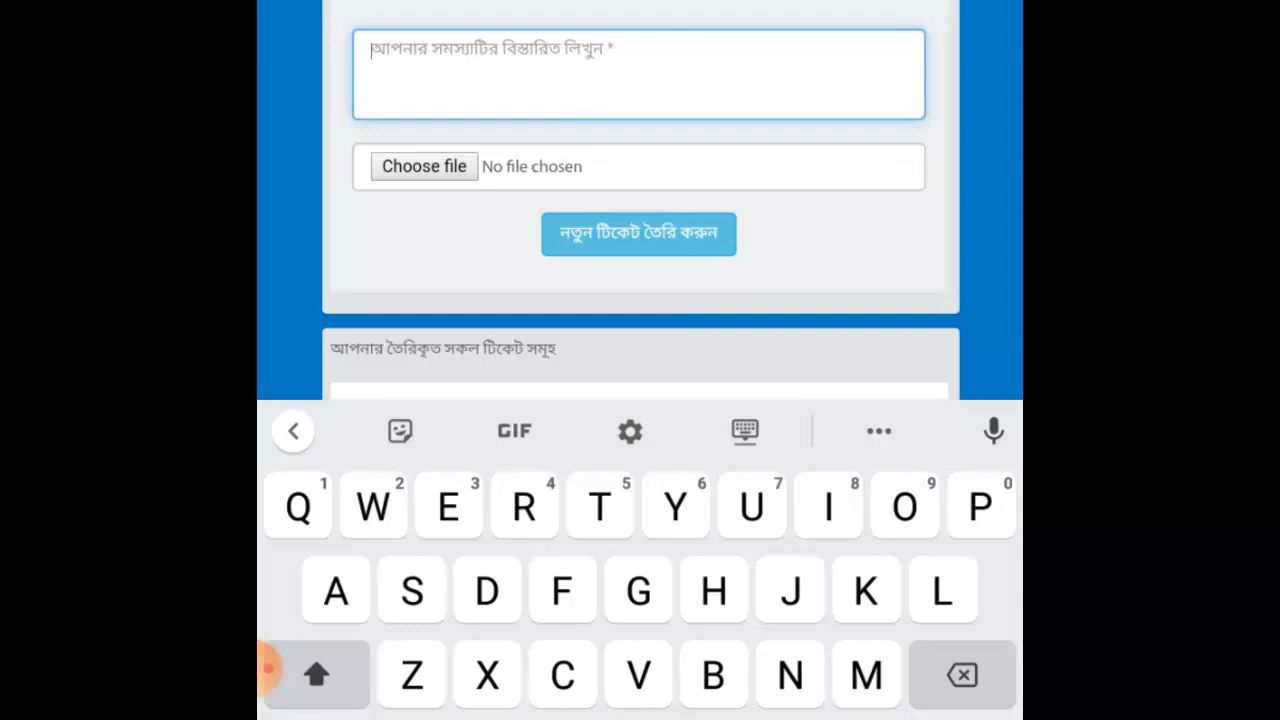 আপনার সমস্যাটির বিস্তারিত লিখুন *
Choose file No file chosen
নতুন টিকেট তৈরি করুন
আপনার তৈরিকৃত সকল টিকেট সমূহ
GIF
Q 1 W 2 E 3 R 4 T 5 Y 6 U 7 I 8 O 9 P 0
A S D F G H J K L
Z X C V B N M